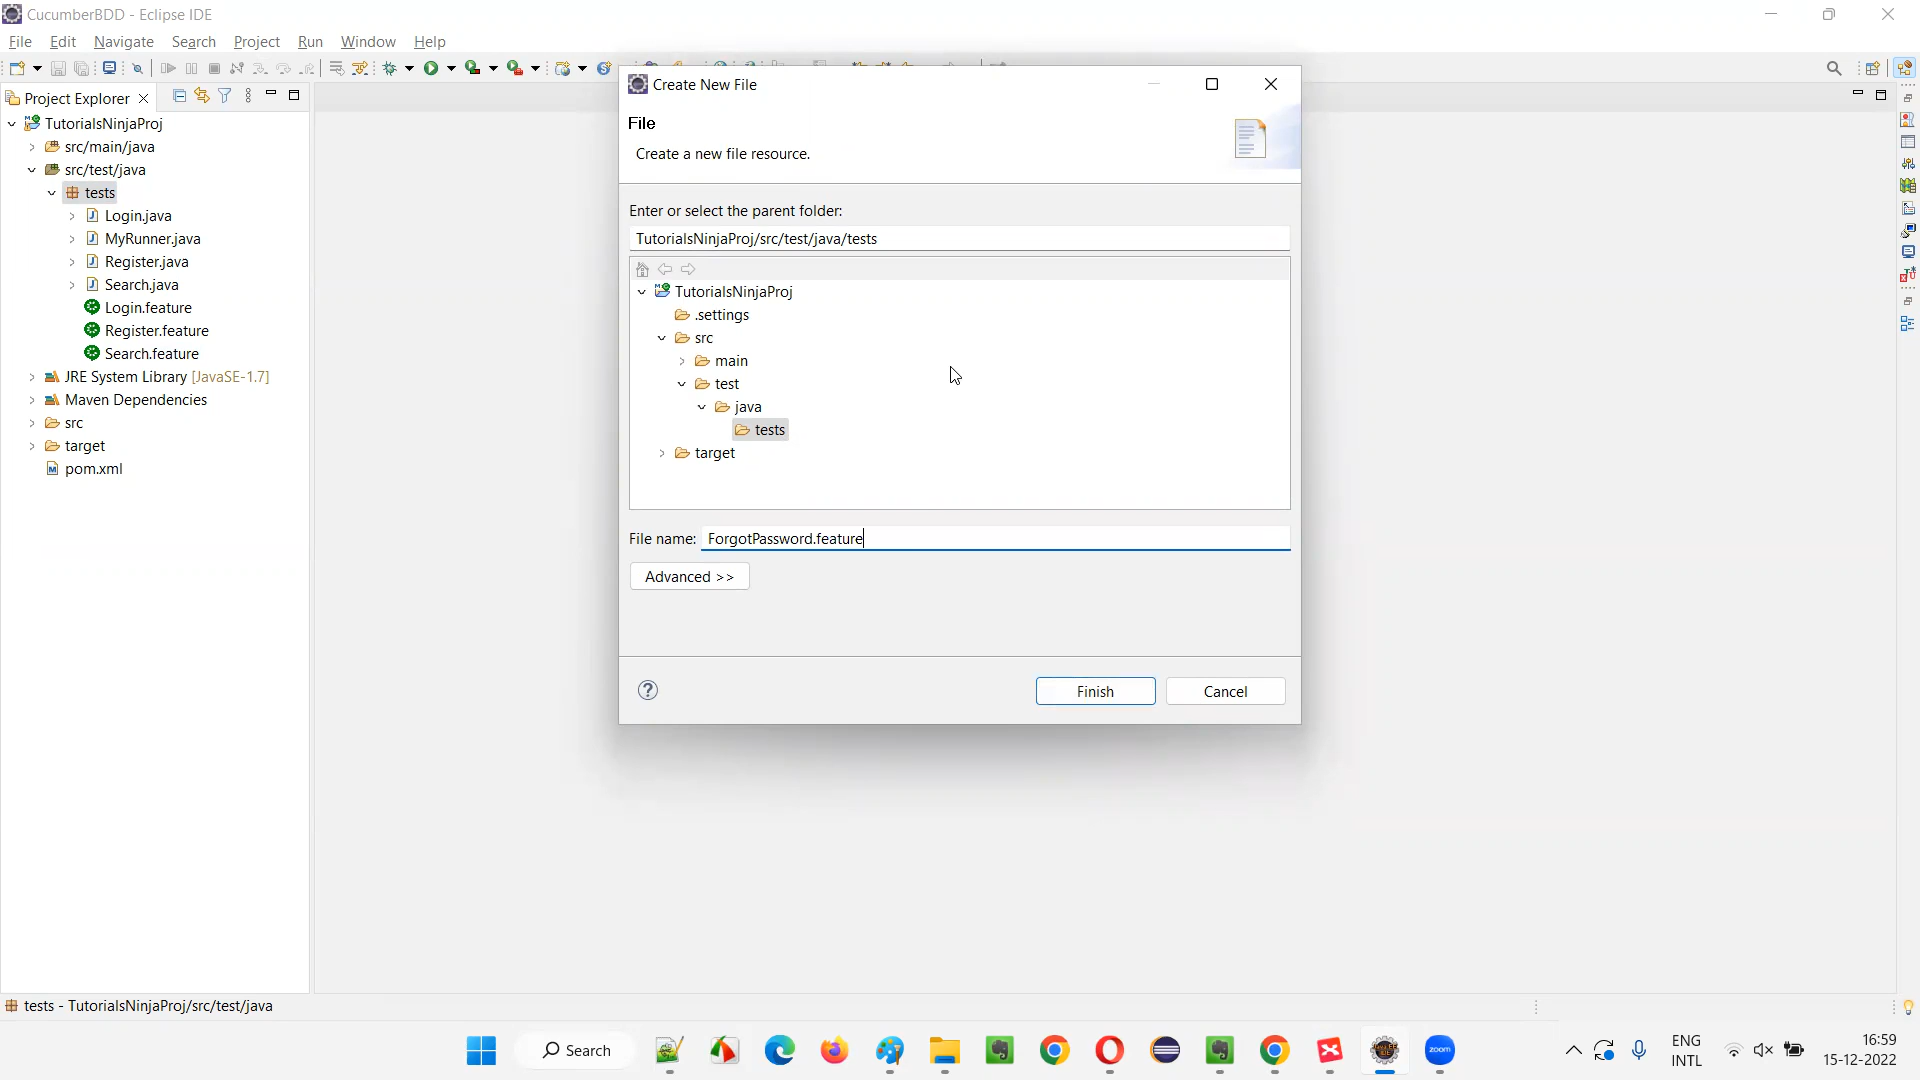 CucumberBDD - Eclipse IDE
File Edit Navigate Search Project Run Window Help
Project Explorer
TutorialsNinjaProj
src/main/java
src/test/java
tests
Login.java
MyRunner.java
Register.java
Search.java
Login.feature
Register.feature
Search.feature
JRE System Library [JavaSE-1.7]
Maven Dependencies
src
target
pom.xml
Create New File
File
Create a new file resource.
Enter or select the parent folder:
TutorialsNinjaProj/src/test/java/tests
TutorialsNinjaProj
.settings
src
main
test
java
tests
target
File name: ForgotPassword.feature
Advanced >>
Finish Cancel
tests - TutorialsNinjaProj/src/test/java
Search
zoom
ENG
INTL
16:59
15-12-2022